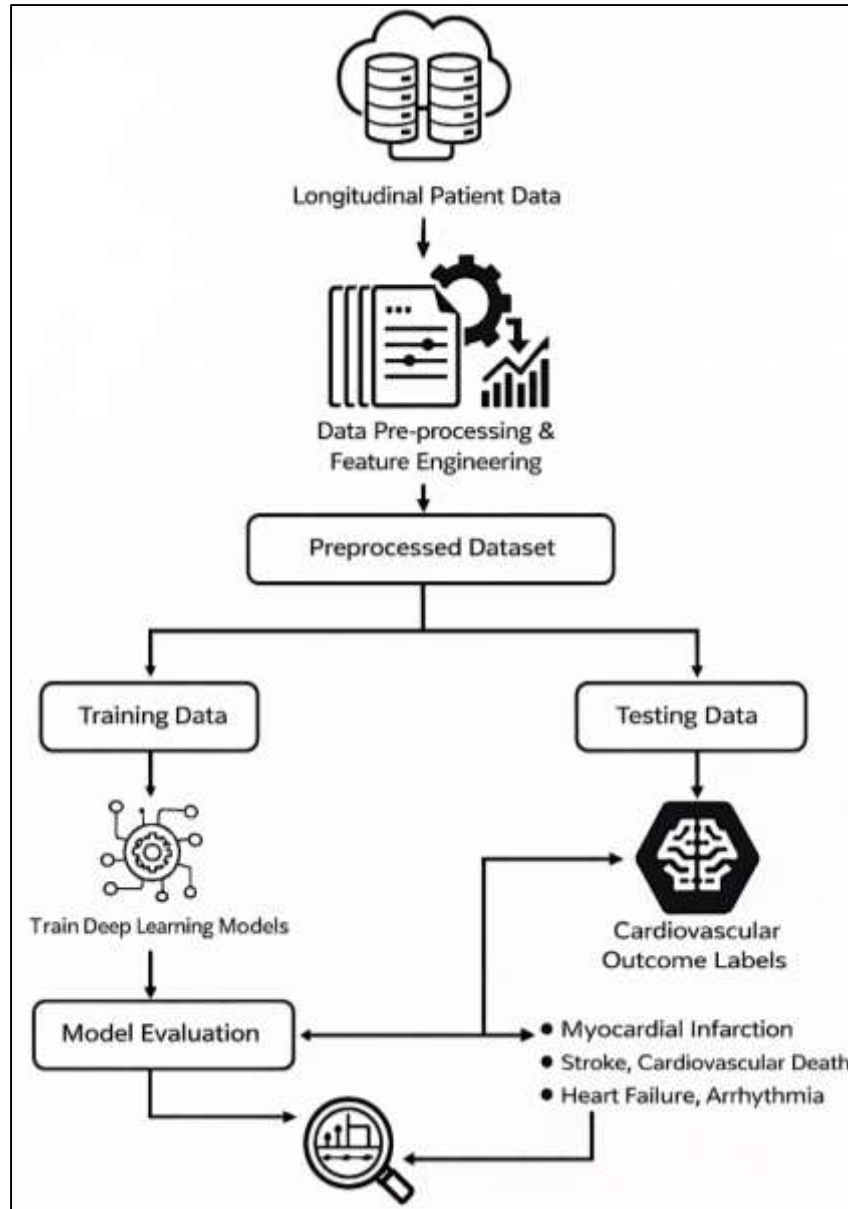 Longitudinal Patient Data
Data Pre-processing &
Feature Engineering
Preprocessed Dataset
Training Data
Testing Data
Train Deep Learning Models
Cardiovascular
Outcome Labels
Model Evaluation
● Myocardial Infarction
● Stroke, Cardiovascular Death
● Heart Failure, Arrhythmia